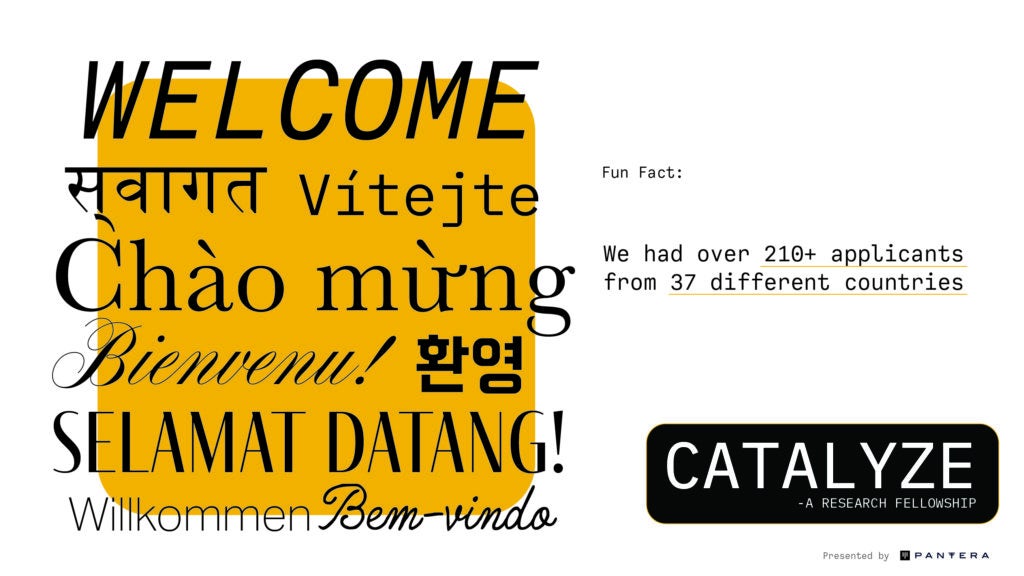 WELCOME
स्वागत Vítejte
Chào mừng
Bienvenu! 환영
SELAMAT DATANG!
Willkommen Bem-vindo
Fun Fact:
We had over 210+ applicants
from 37 different countries
CATALYZE
-A RESEARCH FELLOWSHIP
Presented by PANTERA